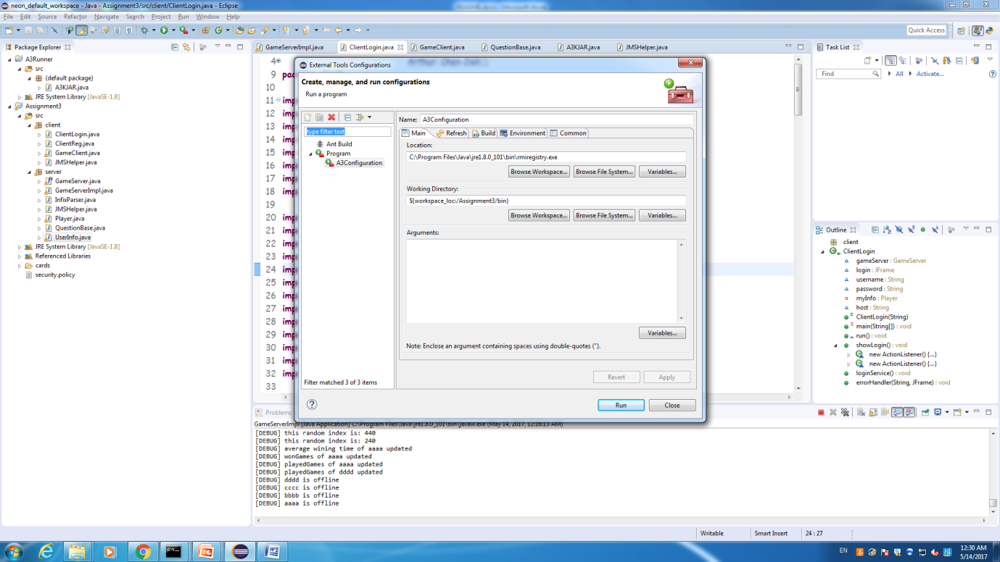 neon_default_workspace - Java - Assignment3/src/client/ClientLogin.java - Eclipse
File Edit Source Refactor Navigate Search Project Run Window Help
Quick Access
Package Explorer
A3Runner
src
(default package)
A3KJAR.java
JRE System Library [JavaSE-1.8]
Assignment3
src
client
ClientLogin.java
ClientReg.java
GameClient.java
JMSHelper.java
server
GameServer.java
GameServerImpl.java
InfixParser.java
JMSHelper.java
Player.java
QuestionBase.java
UserInfo.java
JRE System Library [JavaSE-1.8]
Referenced Libraries
cards
security.policy
GameServerImpl.java ClientLogin.java GameClient.java QuestionBase.java A3KJAR.java JMSHelper.java
4
9 pac
10
11 imp
12 imp
13 imp
14 imp
15 imp
16 imp
17 imp
18 imp
19
20 imp
21 imp
22 imp
23 imp
24 imp
25 imp
26 imp
27 imp
28 imp
29 imp
30 imp
31 imp
32 imp
33
External Tools Configurations
Create, manage, and run configurations
Run a program
type filter text
Ant Build
Program
A3Configuration
Filter matched 3 of 3 items
Name: A3Configuration
Main Refresh Build Environment Common
Location:
C:\Program Files\Java\jre1.8.0_101\bin\rmiregistry.exe
Browse Workspace... Browse File System... Variables...
Working Directory:
${workspace_loc:/Assignment3/bin}
Browse Workspace... Browse File System... Variables...
Arguments:
Variables...
Note: Enclose an argument containing spaces using double-quotes (").
Revert Apply
Run Close
Task List
Find All Activate...
Outline
client
ClientLogin
gameServer : GameServer
login : JFrame
username : String
password : String
myInfo : Player
host : String
ClientLogin(String)
main(String[]) : void
run() : void
showLogin() : void
new ActionListener() {...}
new ActionListener() {...}
loginService() : void
errorHandler(String, JFrame) : void
Problems
GameServerImpl [Java Application] C:\Program Files\Java\jre1.8.0_101\bin\javaw.exe (May 14, 2017, 12:16:13 AM)
[DEBUG] this random index is: 440
[DEBUG] this random index is: 240
[DEBUG] average wining time of aaaa updated
[DEBUG] wonGames of aaaa updated
[DEBUG] playedGames of aaaa updated
[DEBUG] playedGames of dddd updated
[DEBUG] dddd is offline
[DEBUG] cccc is offline
[DEBUG] bbbb is offline
[DEBUG] aaaa is offline
Writable Smart Insert 24 : 27
EN
12:30 AM
5/14/2017